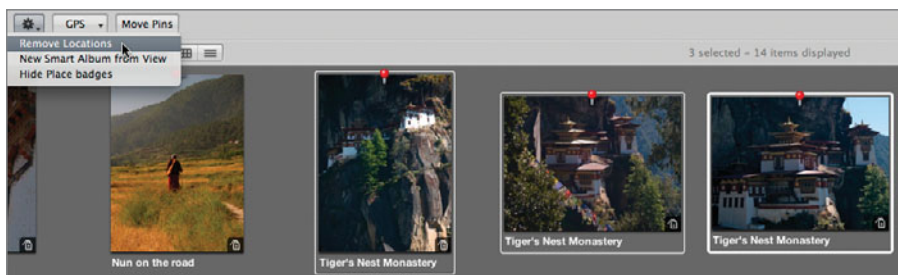 GPS
Move Pins
Remove Locations
New Smart Album from View
Hide Place badges
3 selected – 14 items displayed
Nun on the road
Tiger's Nest Monastery
Tiger's Nest Monastery
Tiger's Nest Monastery